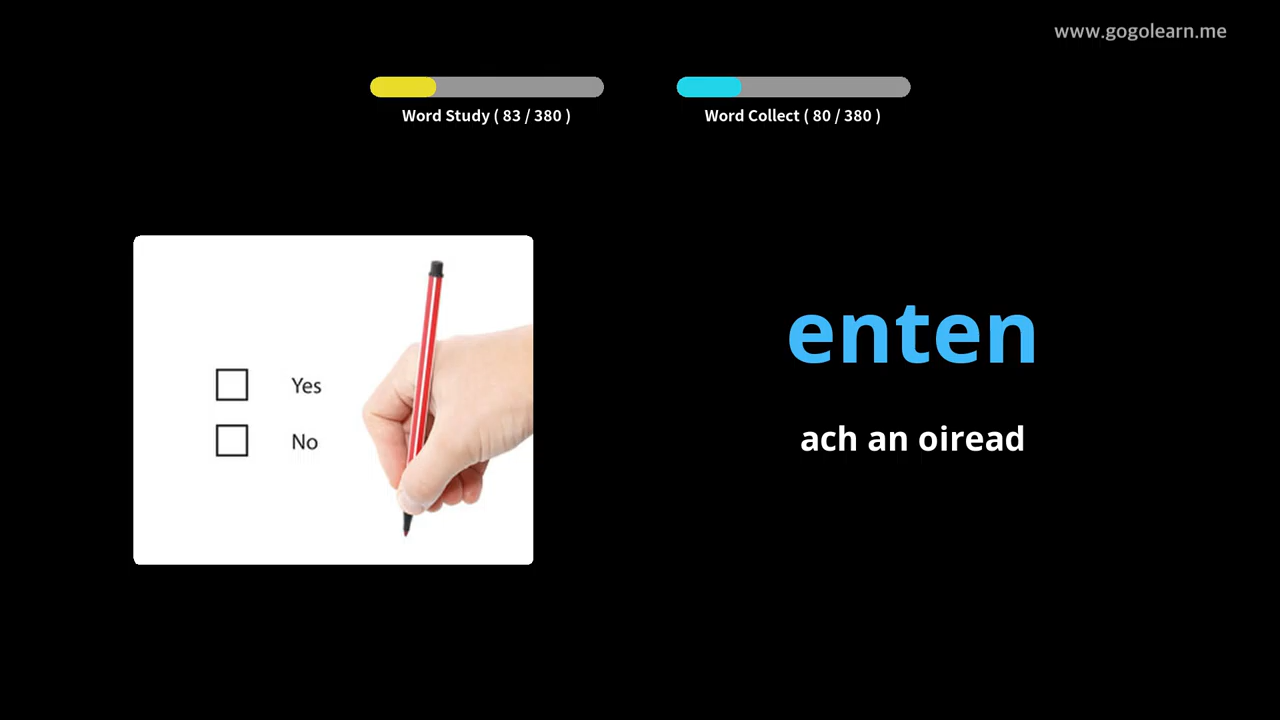 www.gogolearn.me
Word Study ( 83 / 380 )
Word Collect ( 80 / 380 )
Yes
No
enten
ach an oiread